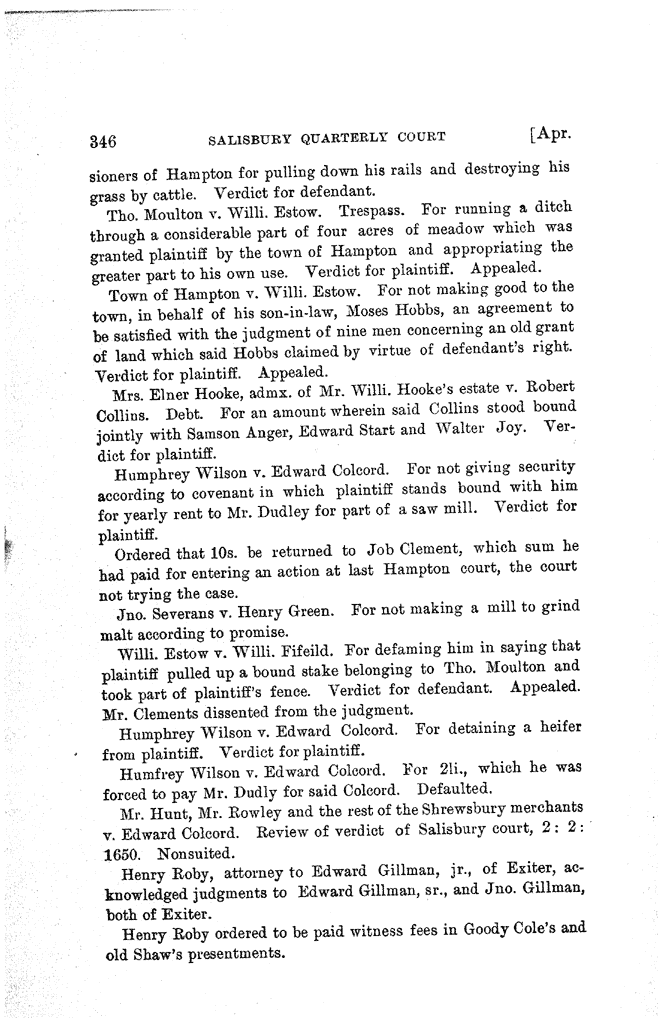 346 SALISBURY QUARTERLY COURT [Apr.
sioners of Hampton for pulling down his rails and destroying his
grass by cattle. Verdict for defendant.
Tho. Moulton v. Willi. Estow. Trespass. For running a ditch
through a considerable part of four acres of meadow which was
granted plaintiff by the town of Hampton and appropriating the
greater part to his own use. Verdict for plaintiff. Appealed.
Town of Hampton v. Willi. Estow. For not making good to the
town, in behalf of his son-in-law, Moses Hobbs, an agreement to
be satisfied with the judgment of nine men concerning an old grant
of land which said Hobbs claimed by virtue of defendant's right.
Verdict for plaintiff. Appealed.
Mrs. Elner Hooke, admx. of Mr. Willi. Hooke's estate v. Robert
Collins. Debt. For an amount wherein said Collins stood bound
jointly with Samson Anger, Edward Start and Walter Joy. Ver-
dict for plaintiff.
Humphrey Wilson v. Edward Colcord. For not giving security
according to covenant in which plaintiff stands bound with him
for yearly rent to Mr. Dudley for part of a saw mill. Verdict for
plaintiff.
Ordered that 10s. be returned to Job Clement, which sum he
had paid for entering an action at last Hampton court, the court
not trying the case.
Jno. Severans v. Henry Green. For not making a mill to grind
malt according to promise.
Willi. Estow v. Willi. Fifeild. For defaming him in saying that
plaintiff pulled up a bound stake belonging to Tho. Moulton and
took part of plaintiff's fence. Verdict for defendant. Appealed.
Mr. Clements dissented from the judgment.
Humphrey Wilson v. Edward Colcord. For detaining a heifer
from plaintiff. Verdict for plaintiff.
Humfrey Wilson v. Edward Colcord. For 2li., which he was
forced to pay Mr. Dudly for said Colcord. Defaulted.
Mr. Hunt, Mr. Rowley and the rest of the Shrewsbury merchants
v. Edward Colcord. Review of verdict of Salisbury court, 2 : 2 :
1650. Nonsuited.
Henry Roby, attorney to Edward Gillman, jr., of Exiter, ac-
knowledged judgments to Edward Gillman, sr., and Jno. Gillman,
both of Exiter.
Henry Roby ordered to be paid witness fees in Goody Cole's and
old Shaw's presentments.